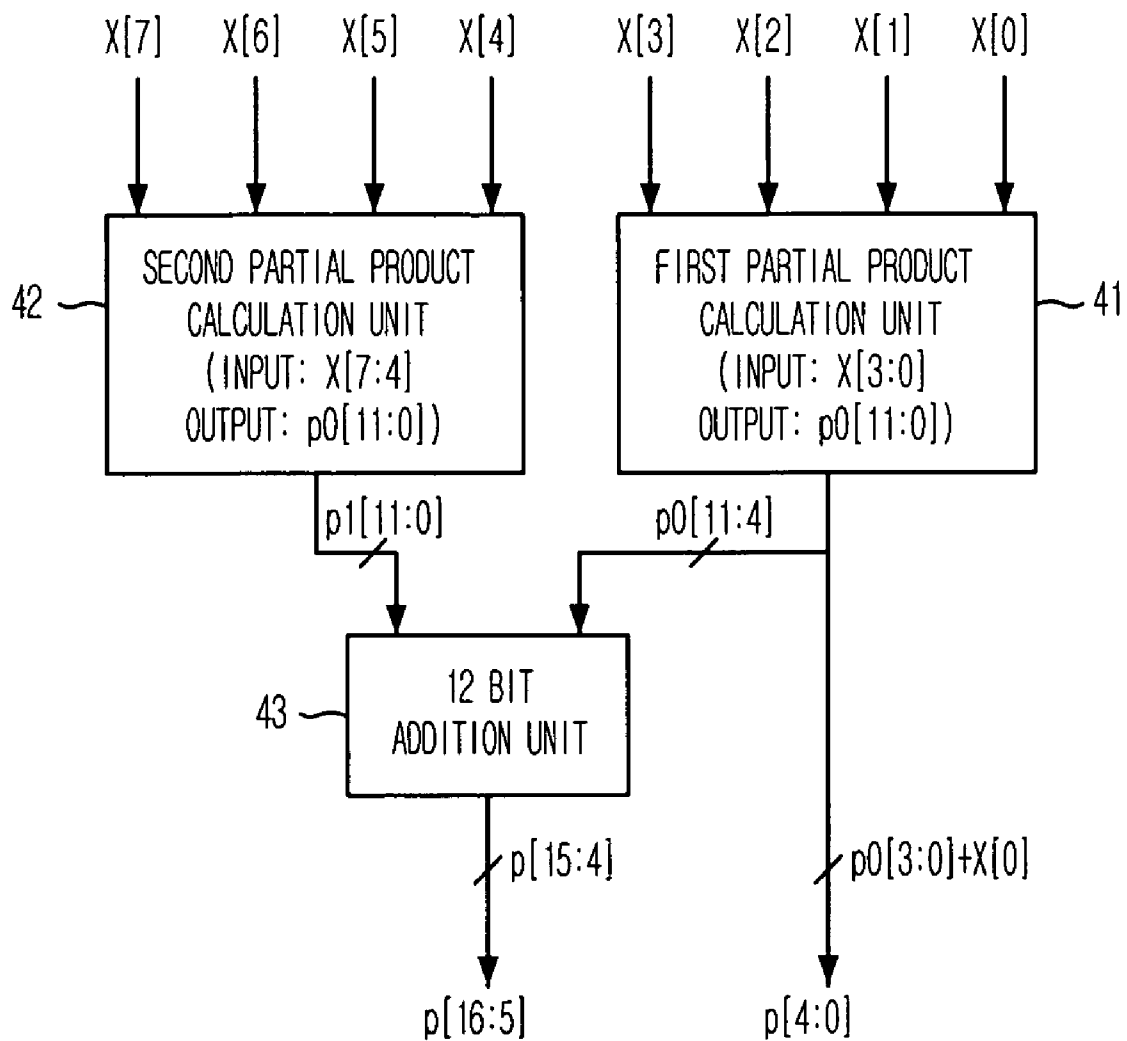 X[7] X[6] X[5] X[4] X[3] X[2] X[1] X[0]
SECOND PARTIAL PRODUCT
CALCULATION UNIT
(INPUT: X[7:4]
OUTPUT: p0[11:0])
42
FIRST PARTIAL PRODUCT
CALCULATION UNIT
(INPUT: X[3:0]
OUTPUT: p0[11:0])
41
p1[11:0]
p0[11:4]
12 BIT
ADDITION UNIT
43
p[15:4]
p0[3:0]+X[0]
p[16:5]
p[4:0]